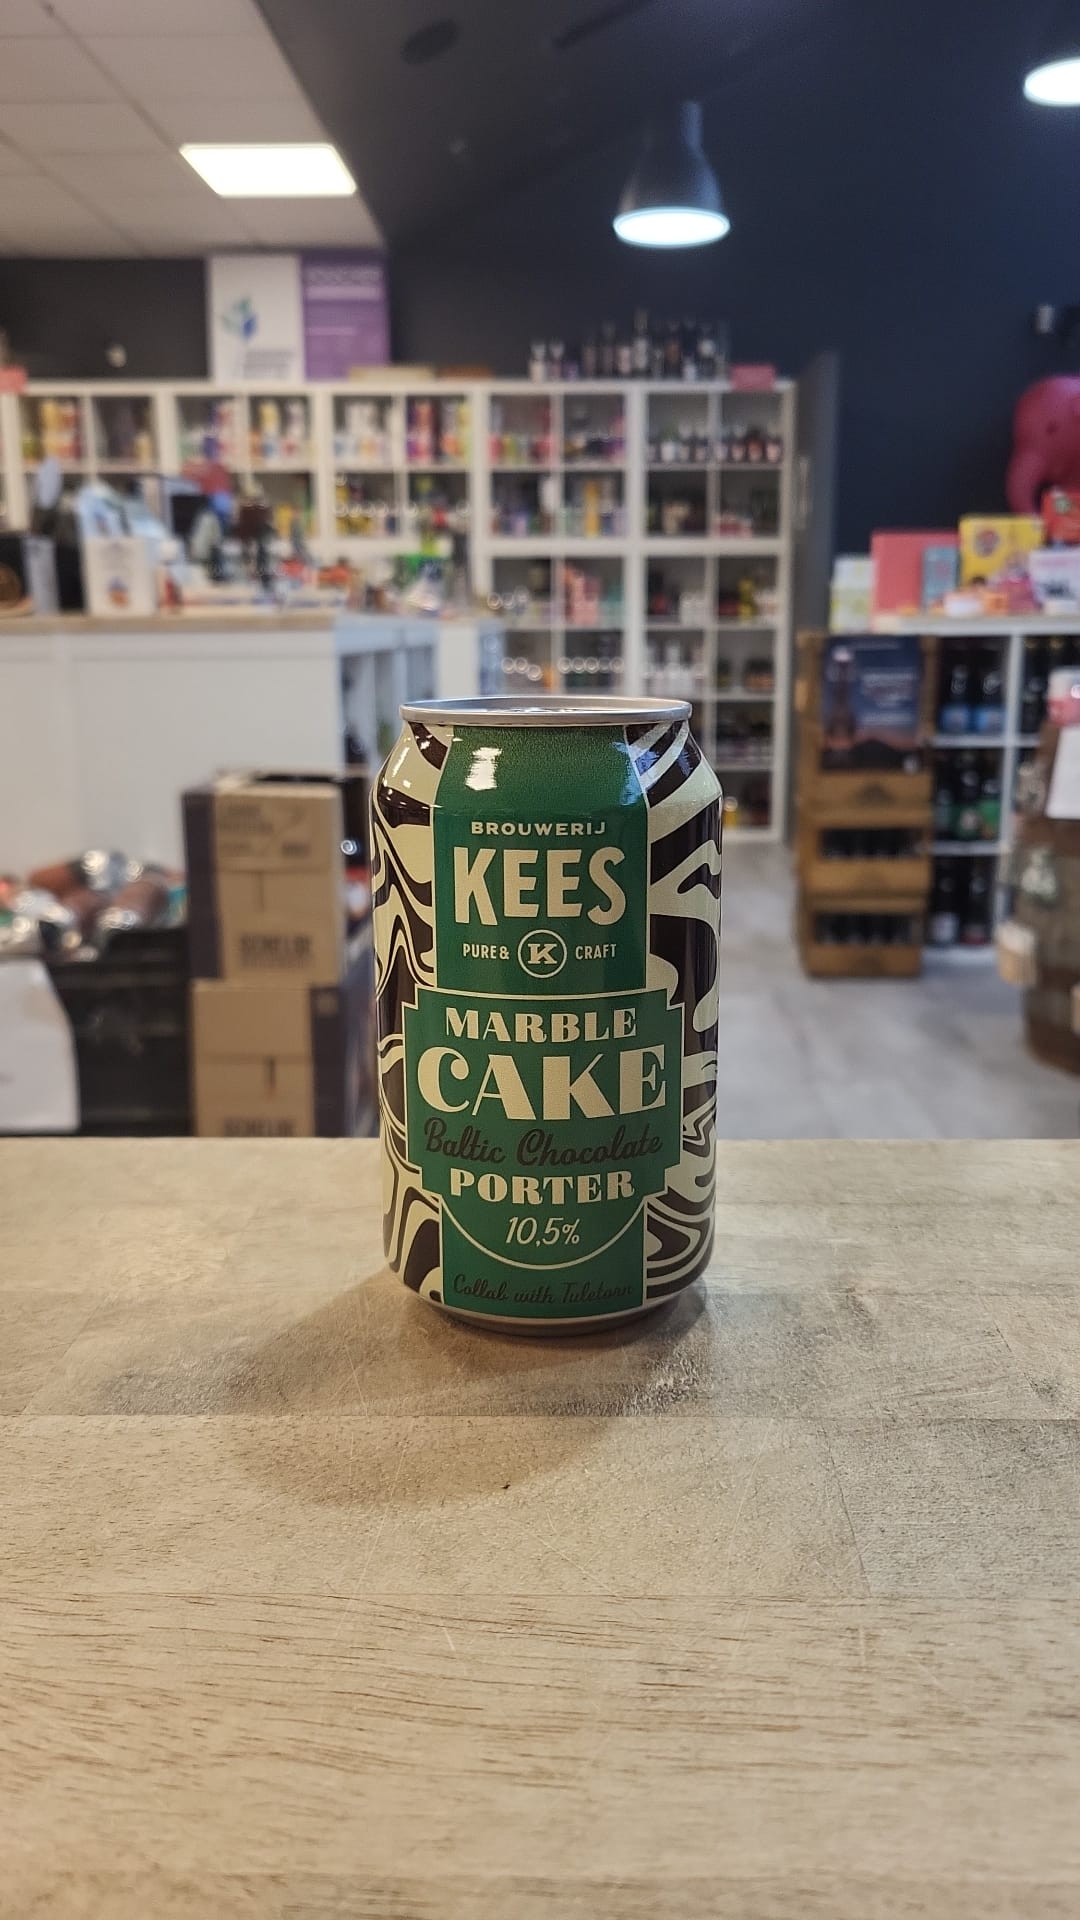 BROUWERIJ
KEES
PURE & K CRAFT
MARBLE
CAKE
Baltic Chocolate
PORTER
10,5%
Collab with Tuletorn